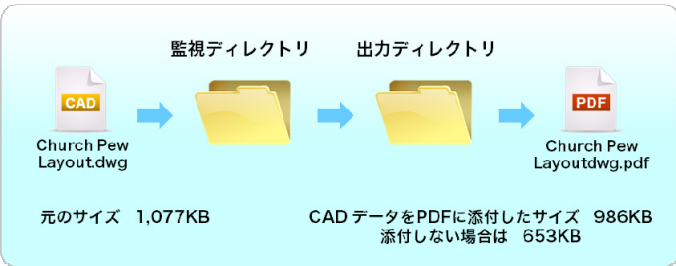 監視ディレクトリ
出力ディレクトリ
CAD
PDF
Church Pew
Layout.dwg
Church Pew
Layoutdwg.pdf
元のサイズ 1,077KB
CAD データをPDFに添付したサイズ 986KB
添付しない場合は 653KB